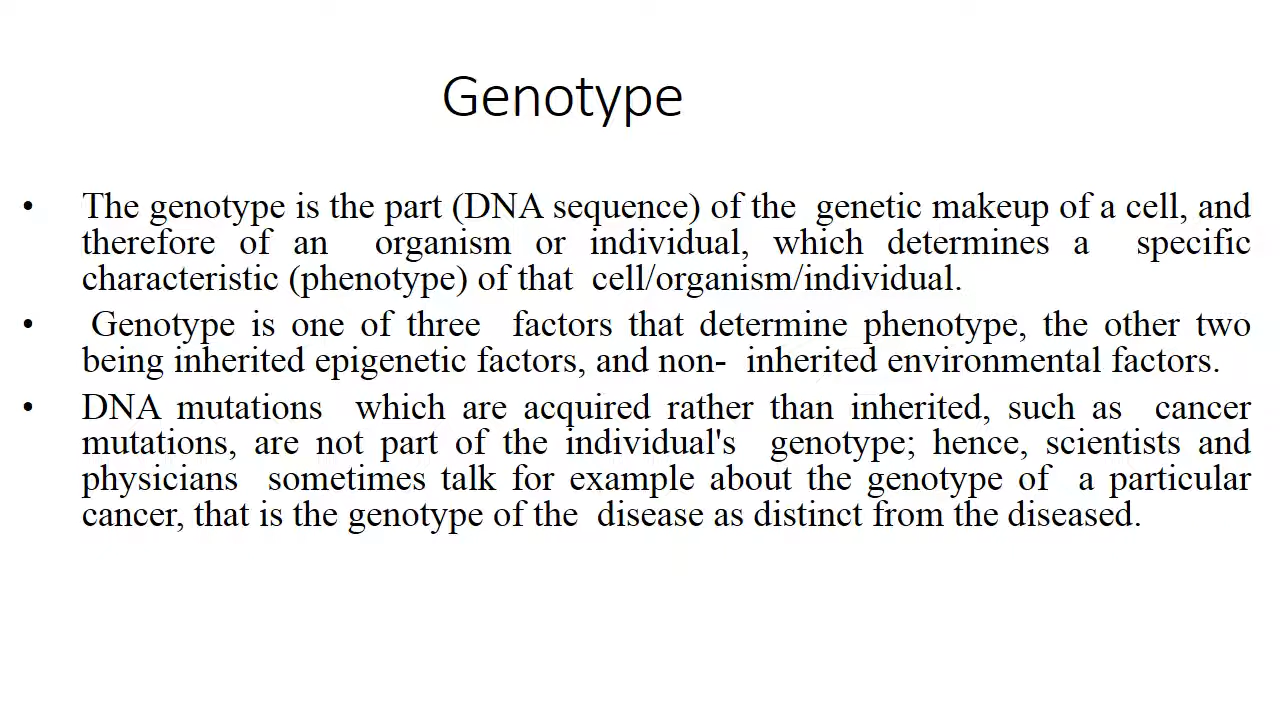 Genotype
• The genotype is the part (DNA sequence) of the genetic makeup of a cell, and
therefore of an organism or individual, which determines a specific
characteristic (phenotype) of that cell/organism/individual.
• Genotype is one of three factors that determine phenotype, the other two
being inherited epigenetic factors, and non- inherited environmental factors.
• DNA mutations which are acquired rather than inherited, such as cancer
mutations, are not part of the individual's genotype; hence, scientists and
physicians sometimes talk for example about the genotype of a particular
cancer, that is the genotype of the disease as distinct from the diseased.